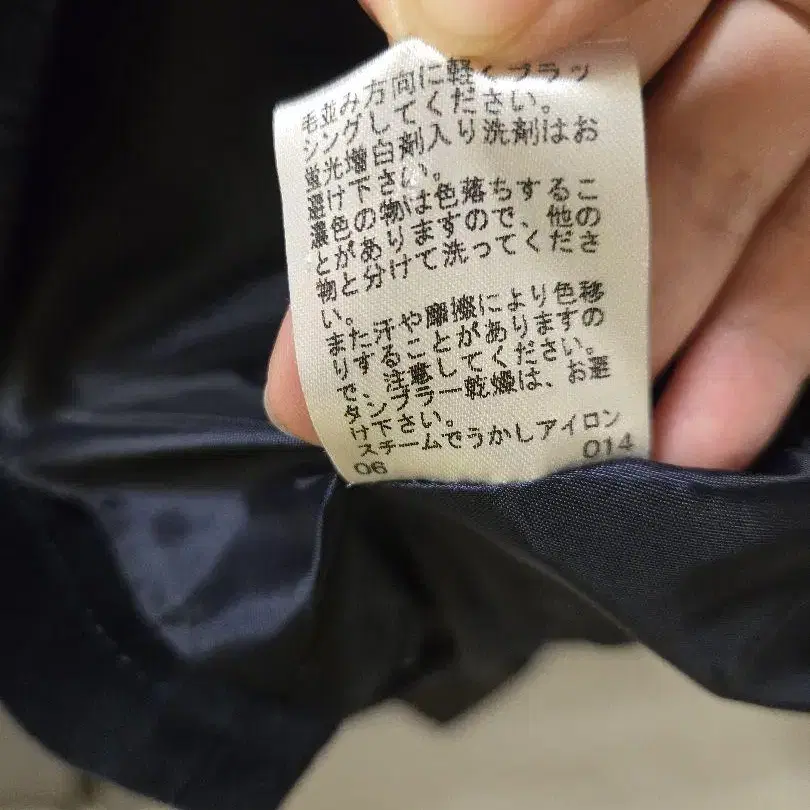 毛並み方向に軽くブラッ
シングしてください。
蛍光増白剤入り洗剤はお
避け下さい。
濃色の物は色落ちするこ
とがありますので、他の
物と分けて洗ってくださ
い。
また汗や摩擦により色移
りすることがありますの
で、注意してください。
タンブラー乾燥は、お避
け下さい。
スチームでうかしアイロン
06 014